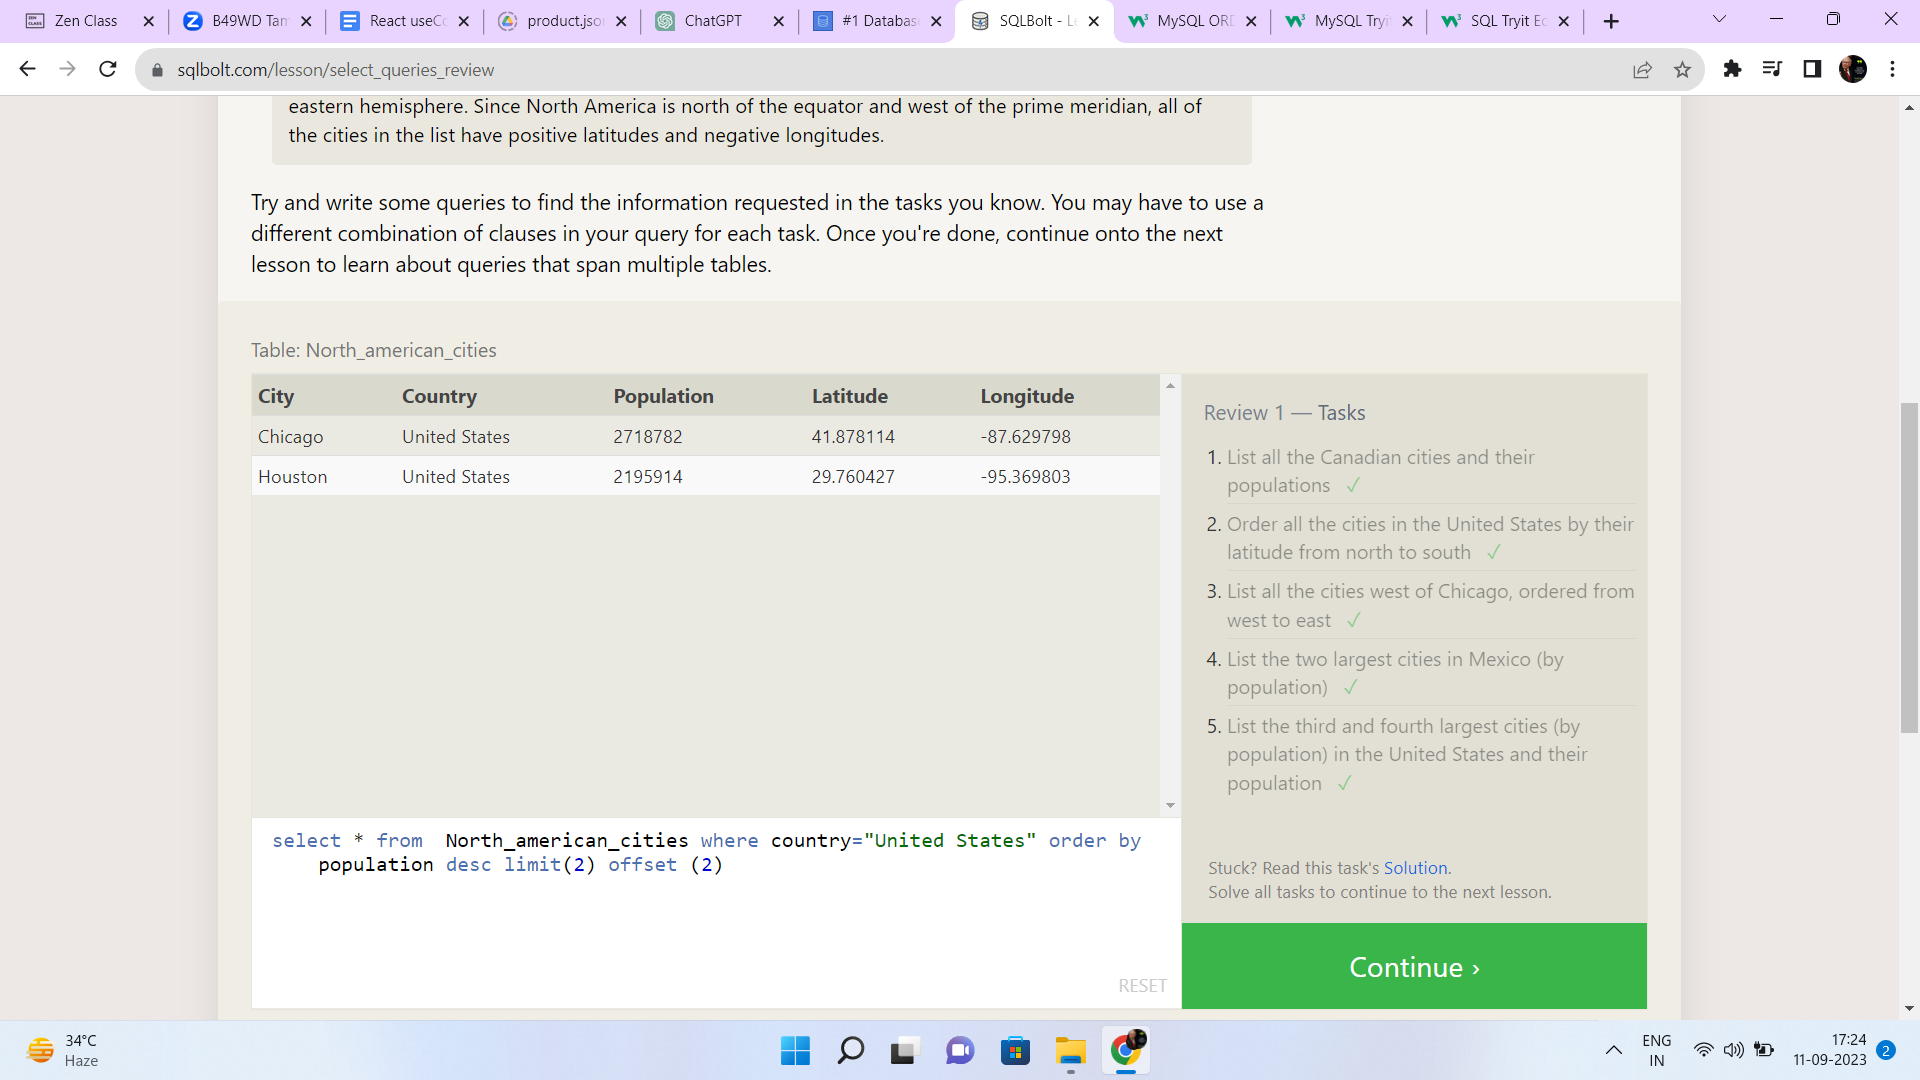 Zen Class
B49WD Tam
React useCo
product.json
ChatGPT
#1 Database
SQLBolt - Le
MySQL ORD
MySQL Tryit
SQL Tryit Ed
sqlbolt.com/lesson/select_queries_review
eastern hemisphere. Since North America is north of the equator and west of the prime meridian, all of
the cities in the list have positive latitudes and negative longitudes.
Try and write some queries to find the information requested in the tasks you know. You may have to use a
different combination of clauses in your query for each task. Once you're done, continue onto the next
lesson to learn about queries that span multiple tables.
Table: North_american_cities
City Country Population Latitude Longitude
Chicago United States 2718782 41.878114 -87.629798
Houston United States 2195914 29.760427 -95.369803
Review 1 — Tasks
1. List all the Canadian cities and their
populations ✓
2. Order all the cities in the United States by their
latitude from north to south ✓
3. List all the cities west of Chicago, ordered from
west to east ✓
4. List the two largest cities in Mexico (by
population) ✓
5. List the third and fourth largest cities (by
population) in the United States and their
population ✓
select * from  North_american_cities where country="United States" order by
population desc limit(2) offset (2)
RESET
Stuck? Read this task's Solution.
Solve all tasks to continue to the next lesson.
Continue ›
34°C
Haze
ENG
IN
17:24
11-09-2023
2